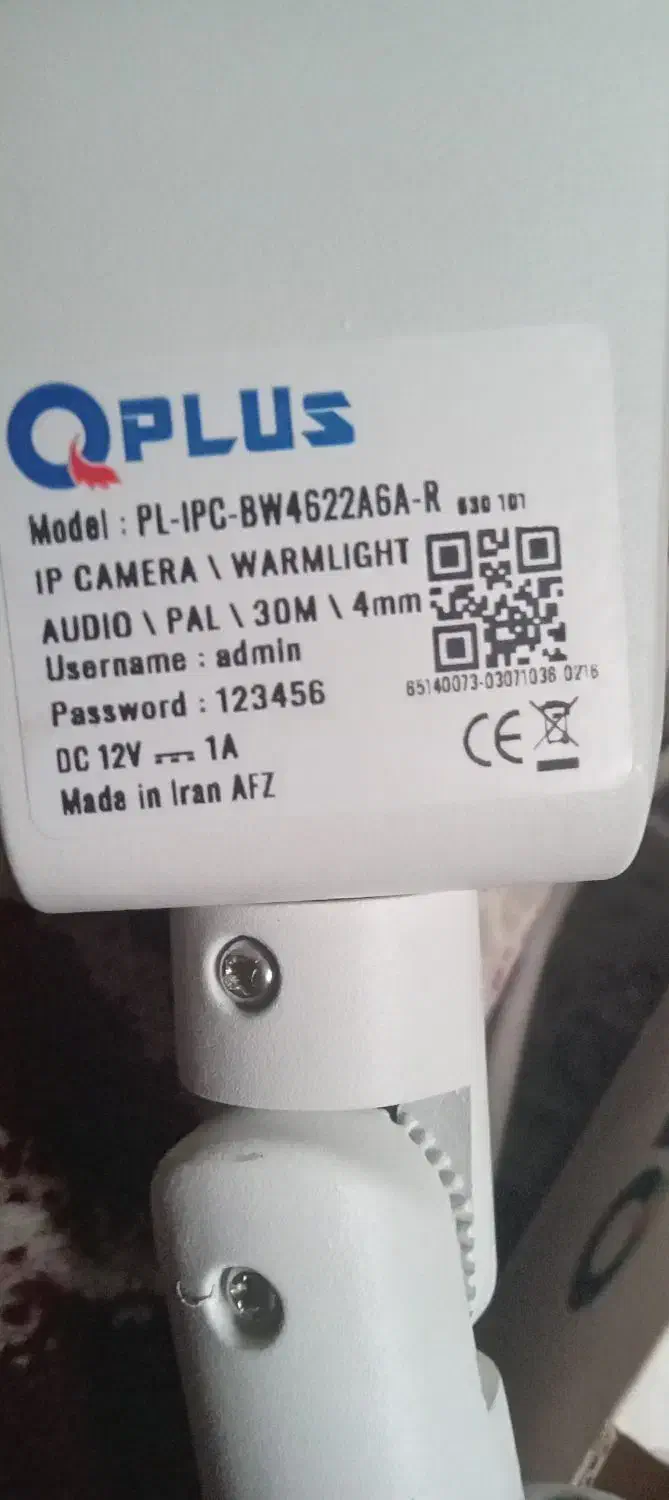 QPLUS
Model : PL-IPC-BW4622A6A-R 630 101
IP CAMERA \ WARMLIGHT
AUDIO \ PAL \ 30M \ 4mm
Username : admin
Password : 123456
65140073-03071036 0216
DC 12V 1A
CE
Made in Iran AFZ